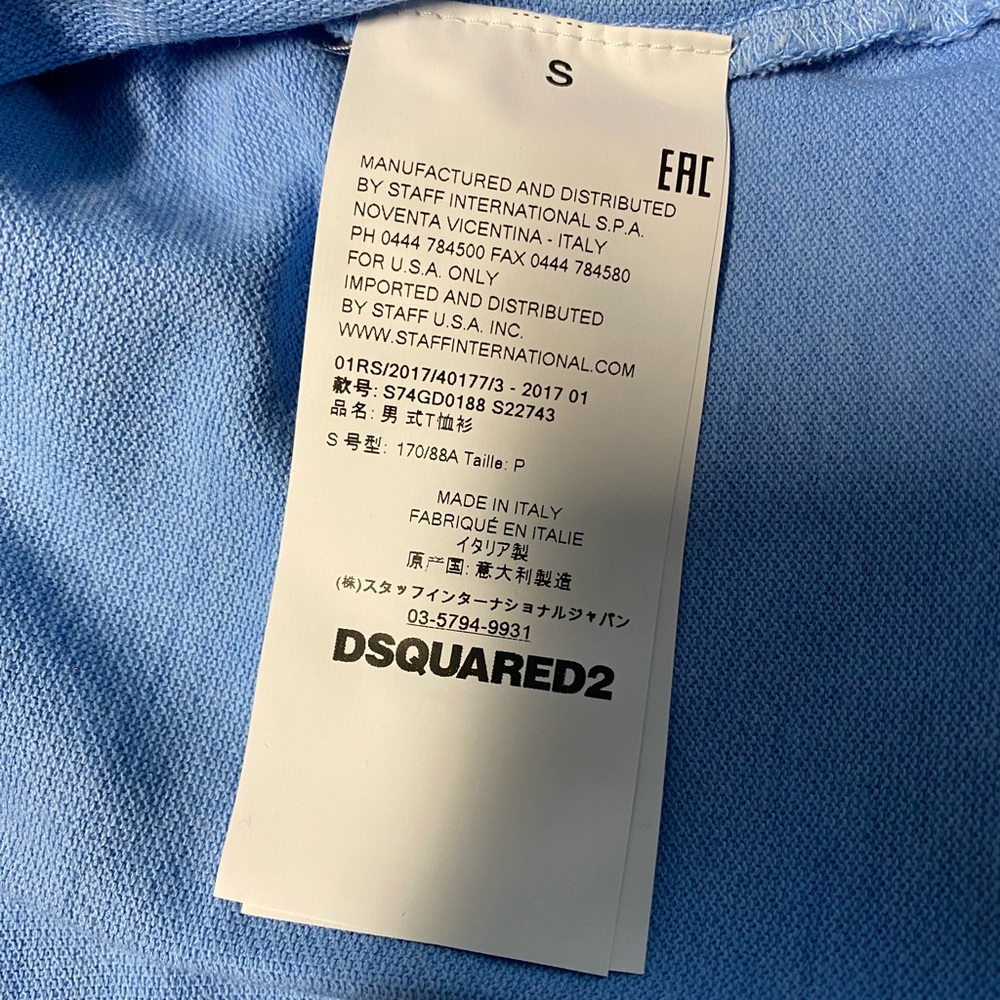 S
EAC
MANUFACTURED AND DISTRIBUTED
BY STAFF INTERNATIONAL S.P.A.
NOVENTA VICENTINA - ITALY
PH 0444 784500 FAX 0444 784580
FOR U.S.A. ONLY
IMPORTED AND DISTRIBUTED
BY STAFF U.S.A. INC.
WWW.STAFFINTERNATIONAL.COM
01RS/2017/40177/3 - 2017 01
款号: S74GD0188 S22743
品名: 男 式T恤衫
S 号型: 170/88A Taille: P
MADE IN ITALY
FABRIQUÉ EN ITALIE
イタリア製
原产国: 意大利製造
(株)スタッフインターナショナルジャパン
03-5794-9931
DSQUARED2